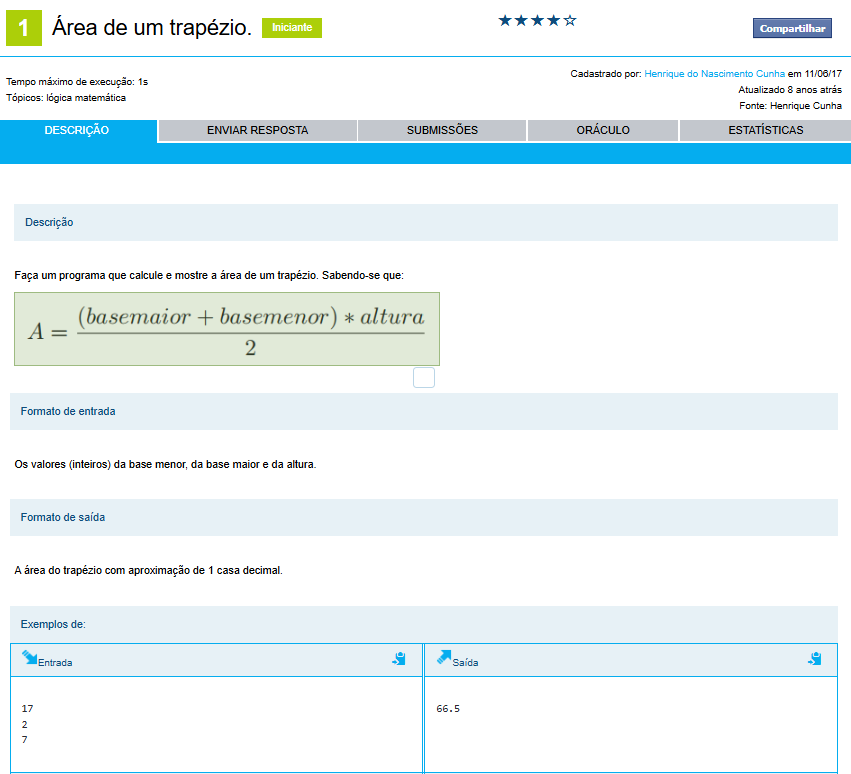 1 Área de um trapézio. Iniciante ★★★★☆ Compartilhar
Cadastrado por: Henrique do Nascimento Cunha em 11/06/17
Tempo máximo de execução: 1s
Atualizado 8 anos atrás
Tópicos: lógica matemática
Fonte: Henrique Cunha
DESCRIÇÃO ENVIAR RESPOSTA SUBMISSÕES ORÁCULO ESTATÍSTICAS
Descrição
Faça um programa que calcule e mostre a área de um trapézio. Sabendo-se que:
A = (basemaior + basemenor) * altura
2
Formato de entrada
Os valores (inteiros) da base menor, da base maior e da altura.
Formato de saída
A área do trapézio com aproximação de 1 casa decimal.
Exemplos de:
Entrada
17
2
7
Saída
66.5